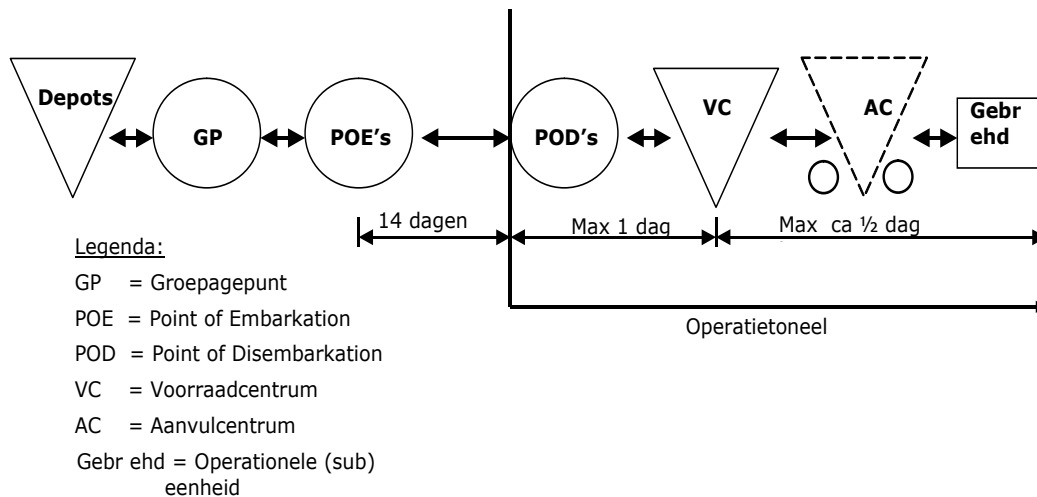 Depots
GP
POE's
POD's
VC
AC
Gebr
ehd
14 dagen
Max 1 dag
Max ca ½ dag
Operatietoneel
Legenda:
GP = Groepagepunt
POE = Point of Embarkation
POD = Point of Disembarkation
VC = Voorraadcentrum
AC = Aanvulcentrum
Gebr ehd = Operationele (sub)
eenheid